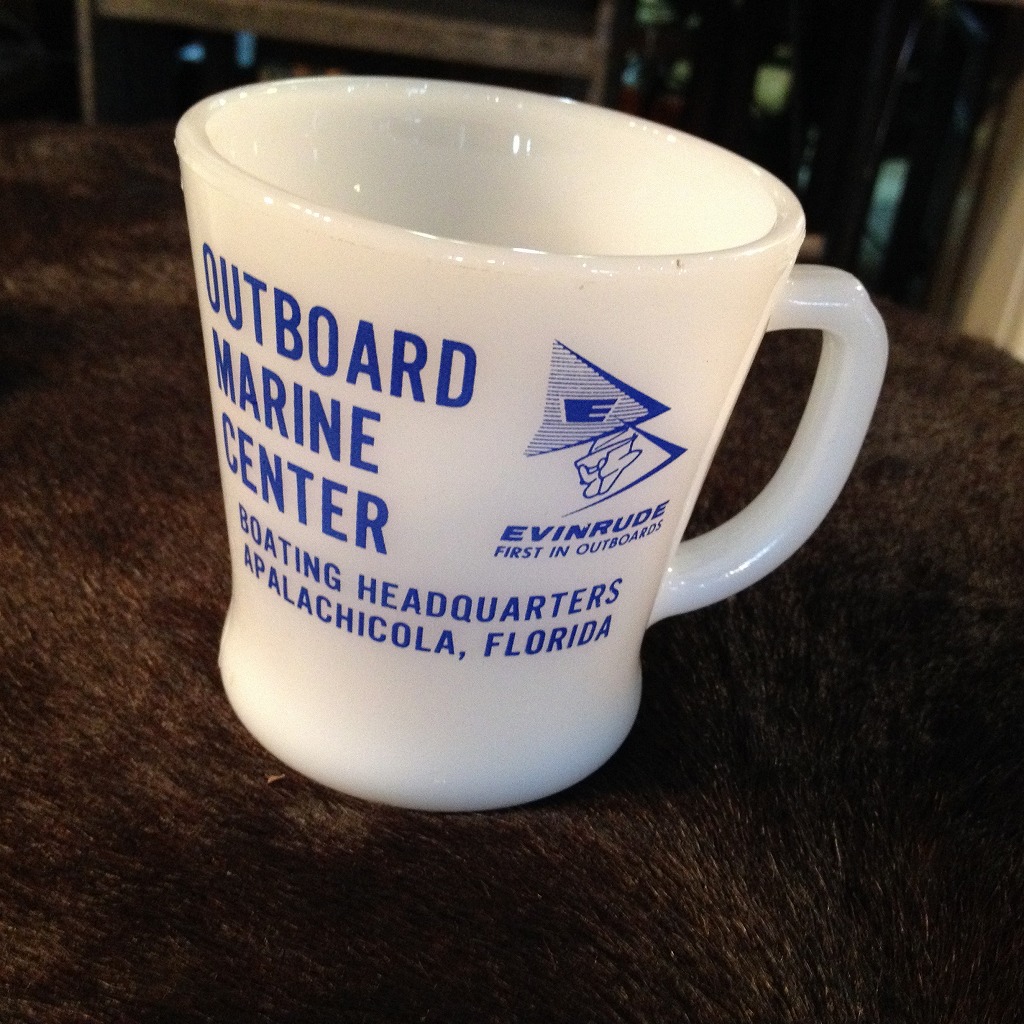 OUTBOARD
MARINE
CENTER
E
EVINRUDE
FIRST IN OUTBOARDS
BOATING HEADQUARTERS
APALACHICOLA, FLORIDA